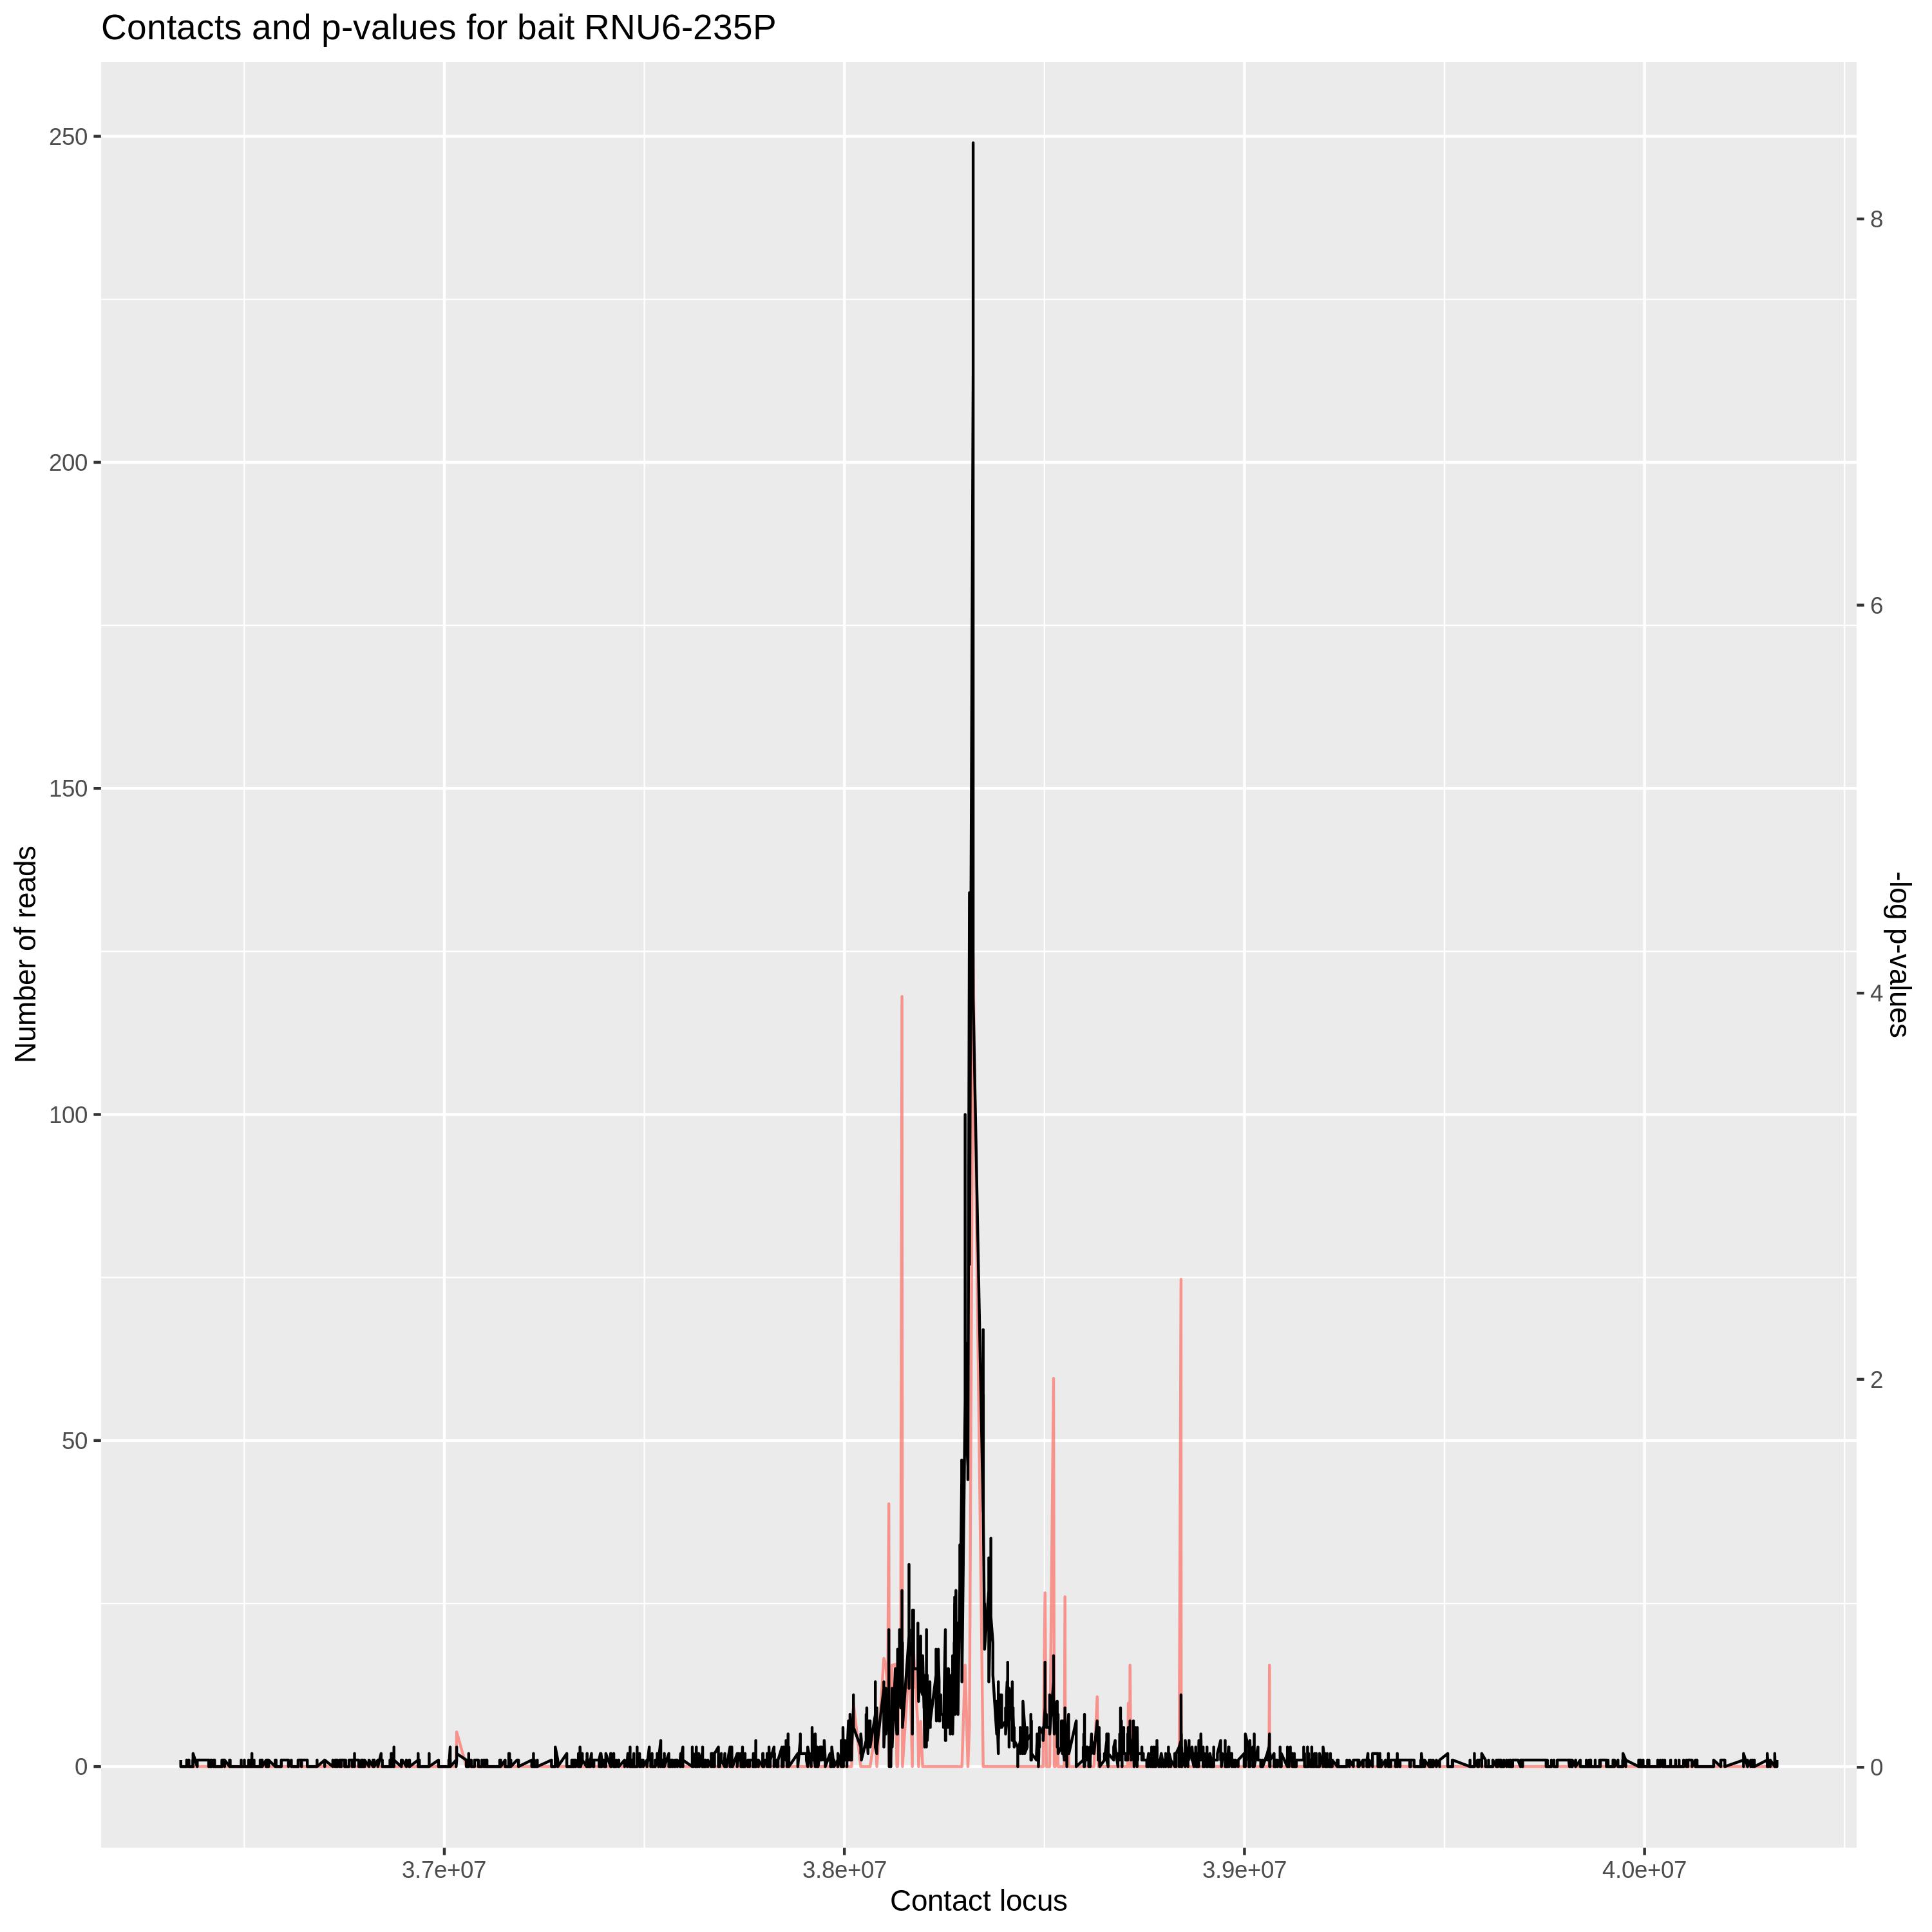 Contacts and p-values for bait RNU6-235P
250
200
150
100
50
0
Number of reads
8
6
4
2
0
-log p-values
3.7e+07
3.8e+07
3.9e+07
4.0e+07
Contact locus